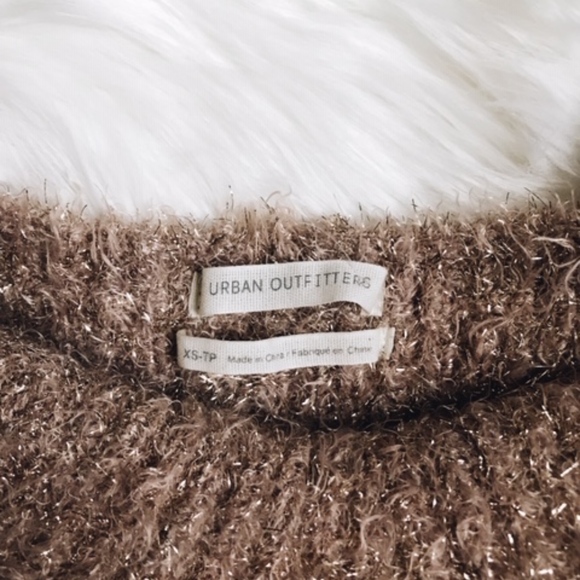 URBAN OUTFITTERS
XS-TP Made in China / Fabriqué en Chine